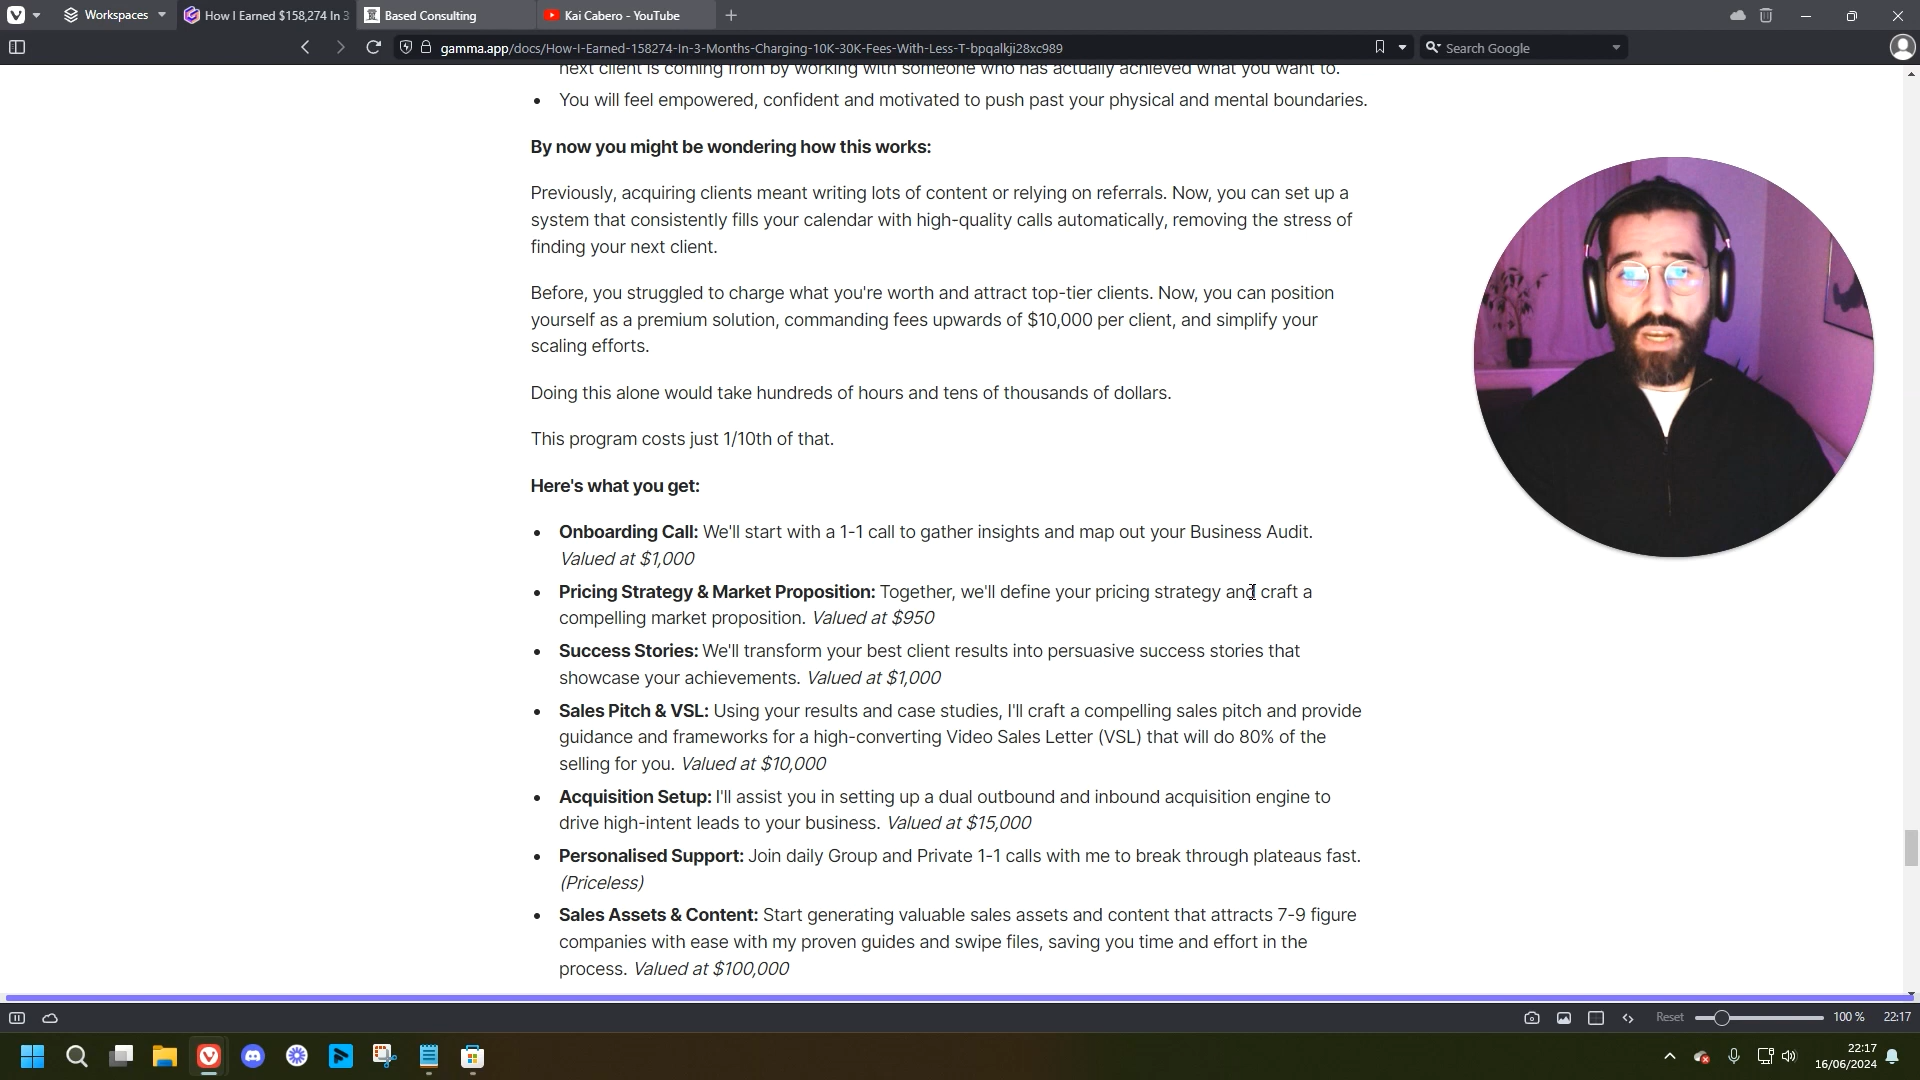 Workspaces
How I Earned $158,274 In 3
Based Consulting
Kai Cabero - YouTube
gamma.app/docs/How-I-Earned-158274-In-3-Months-Charging-10K-30K-Fees-With-Less-T-bpqalkji28xc989
Search Google
next client is coming from by working with someone who has actually achieved what you want to.
• You will feel empowered, confident and motivated to push past your physical and mental boundaries.
By now you might be wondering how this works:
Previously, acquiring clients meant writing lots of content or relying on referrals. Now, you can set up a
system that consistently fills your calendar with high-quality calls automatically, removing the stress of
finding your next client.
Before, you struggled to charge what you're worth and attract top-tier clients. Now, you can position
yourself as a premium solution, commanding fees upwards of $10,000 per client, and simplify your
scaling efforts.
Doing this alone would take hundreds of hours and tens of thousands of dollars.
This program costs just 1/10th of that.
Here's what you get:
• Onboarding Call: We'll start with a 1-1 call to gather insights and map out your Business Audit.
Valued at $1,000
• Pricing Strategy & Market Proposition: Together, we'll define your pricing strategy and craft a
compelling market proposition. Valued at $950
• Success Stories: We'll transform your best client results into persuasive success stories that
showcase your achievements. Valued at $1,000
• Sales Pitch & VSL: Using your results and case studies, I'll craft a compelling sales pitch and provide
guidance and frameworks for a high-converting Video Sales Letter (VSL) that will do 80% of the
selling for you. Valued at $10,000
• Acquisition Setup: I'll assist you in setting up a dual outbound and inbound acquisition engine to
drive high-intent leads to your business. Valued at $15,000
• Personalised Support: Join daily Group and Private 1-1 calls with me to break through plateaus fast.
(Priceless)
• Sales Assets & Content: Start generating valuable sales assets and content that attracts 7-9 figure
companies with ease with my proven guides and swipe files, saving you time and effort in the
process. Valued at $100,000
Reset
100 %
22:17
22:17
16/06/2024